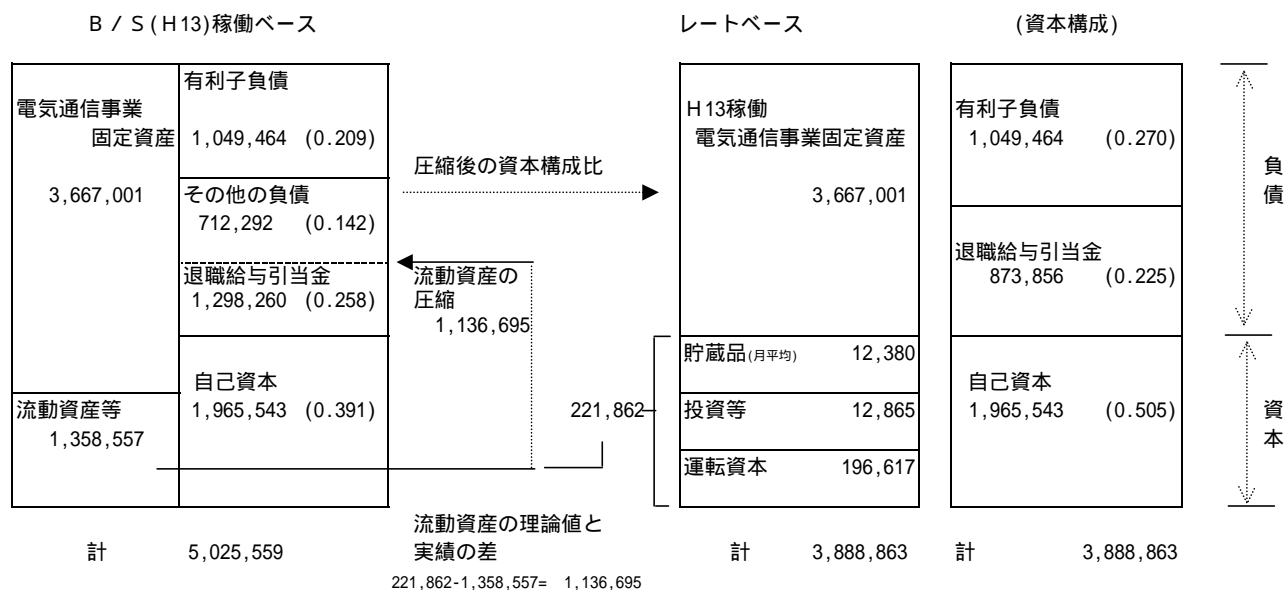 Ｂ／Ｓ(Ｈ13)稼働ベース
レートベース
(資本構成)
有利子負債
電気通信事業
固定資産
1,049,464 (0.209)
3,667,001
その他の負債
712,292 (0.142)
退職給与引当金
1,298,260 (0.258)
自己資本
1,965,543 (0.391)
流動資産等
1,358,557
計 5,025,559
圧縮後の資本構成比
流動資産の
圧縮
1,136,695
221,862
流動資産の理論値と
実績の差
221,862-1,358,557= 1,136,695
Ｈ13稼働
電気通信事業固定資産
3,667,001
貯蔵品(月平均) 12,380
投資等 12,865
運転資本 196,617
計 3,888,863
有利子負債
1,049,464 (0.270)
退職給与引当金
873,856 (0.225)
自己資本
1,965,543 (0.505)
計 3,888,863
負債
資本